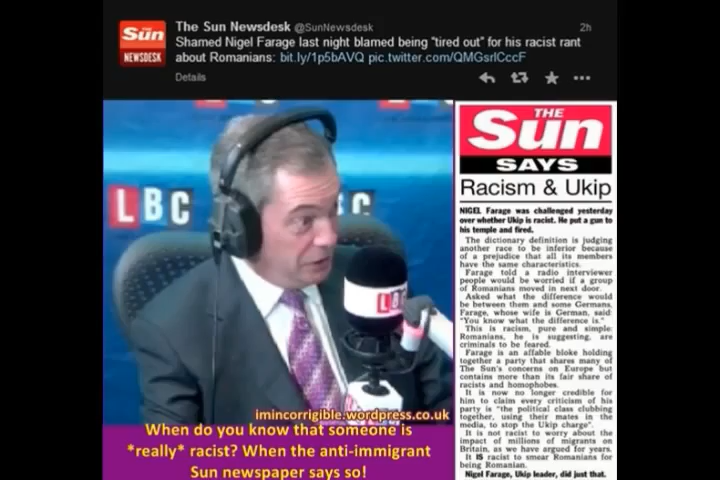 The Sun Newsdesk @SunNewsdesk 2h
Shamed Nigel Farage last night blamed being "tired out" for his racist rant
about Romanians: bit.ly/1p5bAVQ pic.twitter.com/QMGsrlCccF
Details
THE
Sun
NEWSDESK
LBC
LBC
imincorrigible.wordpress.co.uk
When do you know that someone is
*really* racist? When the anti-immigrant
Sun newspaper says so!
THE
Sun
SAYS
Racism & Ukip
NIGEL Farage was challenged yesterday
over whether Ukip is racist. He put a gun to
his temple and fired.
The dictionary definition is judging
another race to be inferior because
of a prejudice that all its members
have the same characteristics.
Farage told a radio interviewer
people would be worried if a group
of Romanians moved in next door.
Asked what the difference would
be between them and some Germans,
Farage, whose wife is German, said:
"You know what the difference is."
This is racism, pure and simple:
Romanians, he is suggesting, are
criminals to be feared.
Farage is an affable bloke holding
together a party that shares many of
The Sun's concerns on Europe but
contains more than its fair share of
racists and homophobes.
It is now no longer credible for
him to claim every criticism of his
party is "the political class clubbing
together, using their mates in the
media, to stop the Ukip charge".
It is not racist to worry about the
impact of millions of migrants on
Britain, as we have argued for years.
It IS racist to smear Romanians for
being Romanian.
Nigel Farage, Ukip leader, did just that.